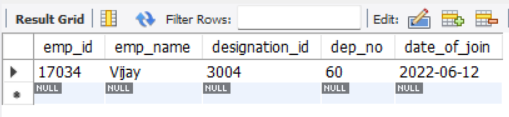 Result Grid Filter Rows: Edit:
emp_id emp_name designation_id dep_no date_of_join
17034 Vijay 3004 60 2022-06-12
NULL NULL NULL NULL NULL